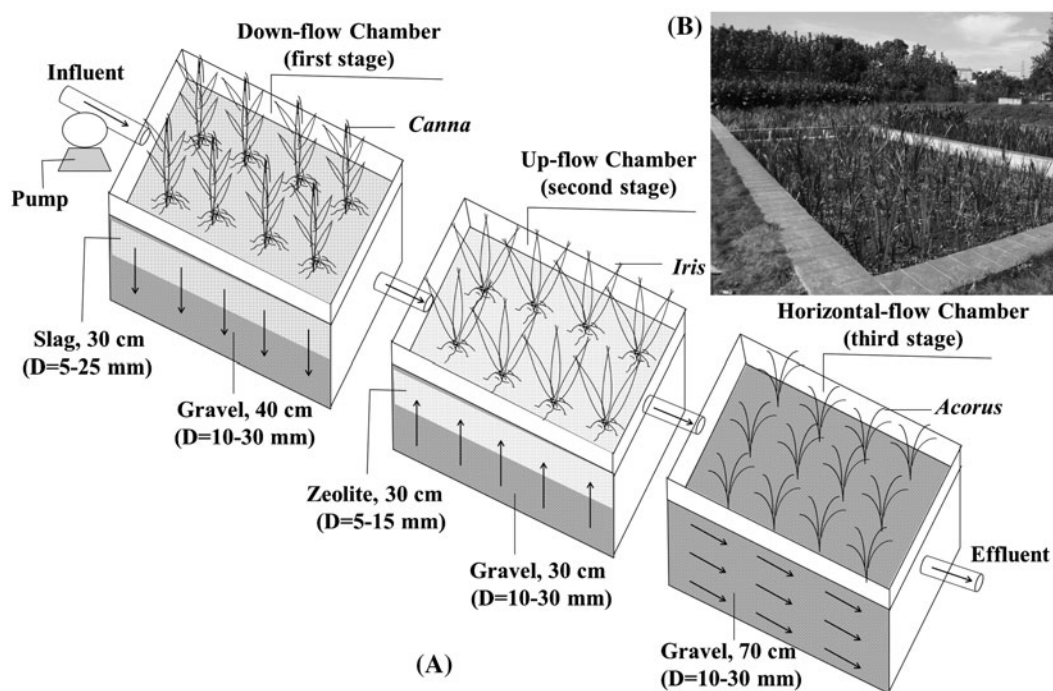 (A)
Influent
Pump
Down-flow Chamber
(first stage)
Canna
Slag, 30 cm
(D=5-25 mm)
Gravel, 40 cm
(D=10-30 mm)
Up-flow Chamber
(second stage)
Iris
Zeolite, 30 cm
(D=5-15 mm)
Gravel, 30 cm
(D=10-30 mm)
(B)
Horizontal-flow Chamber
(third stage)
Acorus
Effluent
Gravel, 70 cm
(D=10-30 mm)